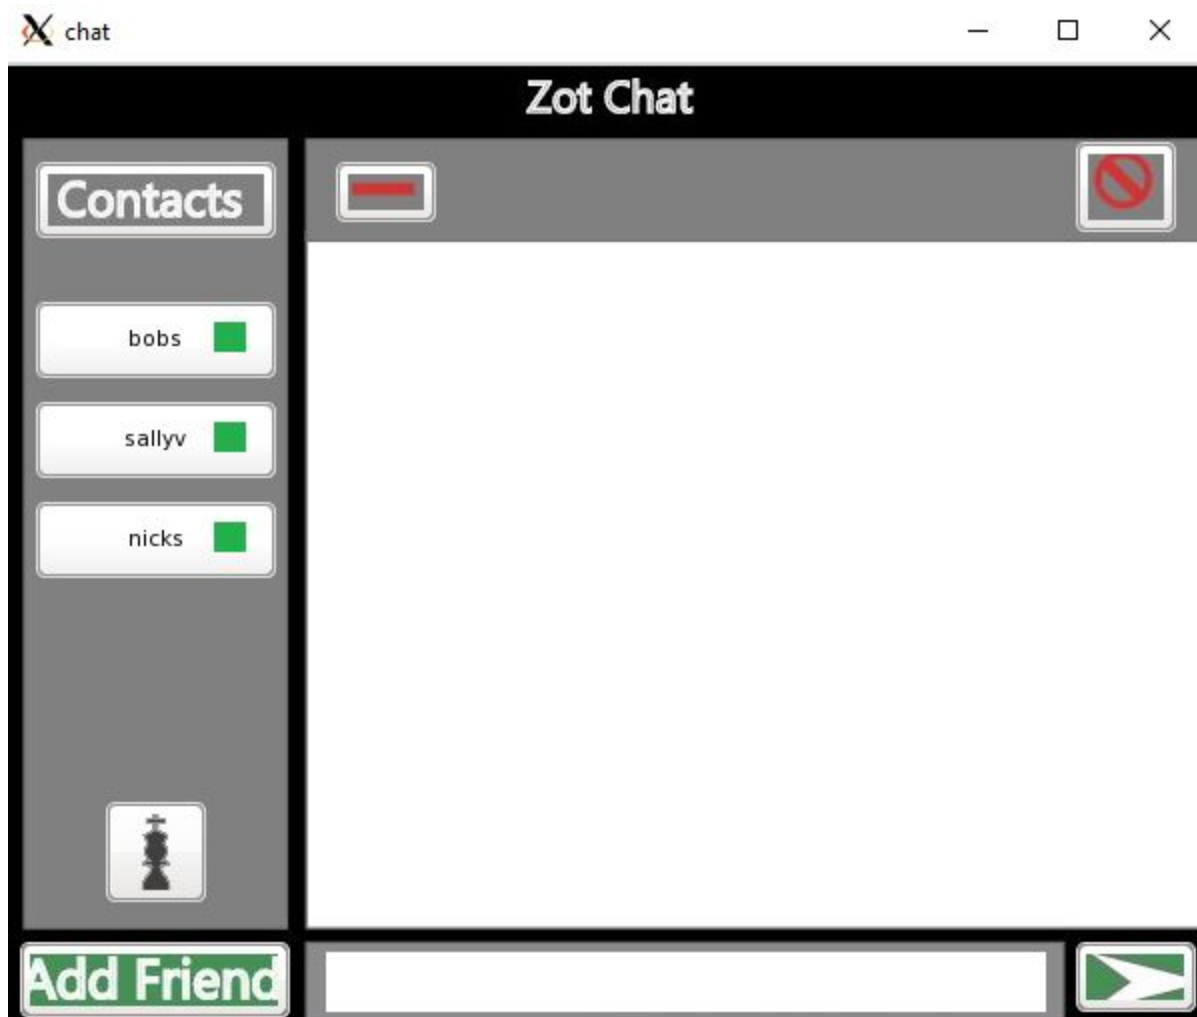 chat
Zot Chat
Contacts
bobs
sallyv
nicks
Add Friend